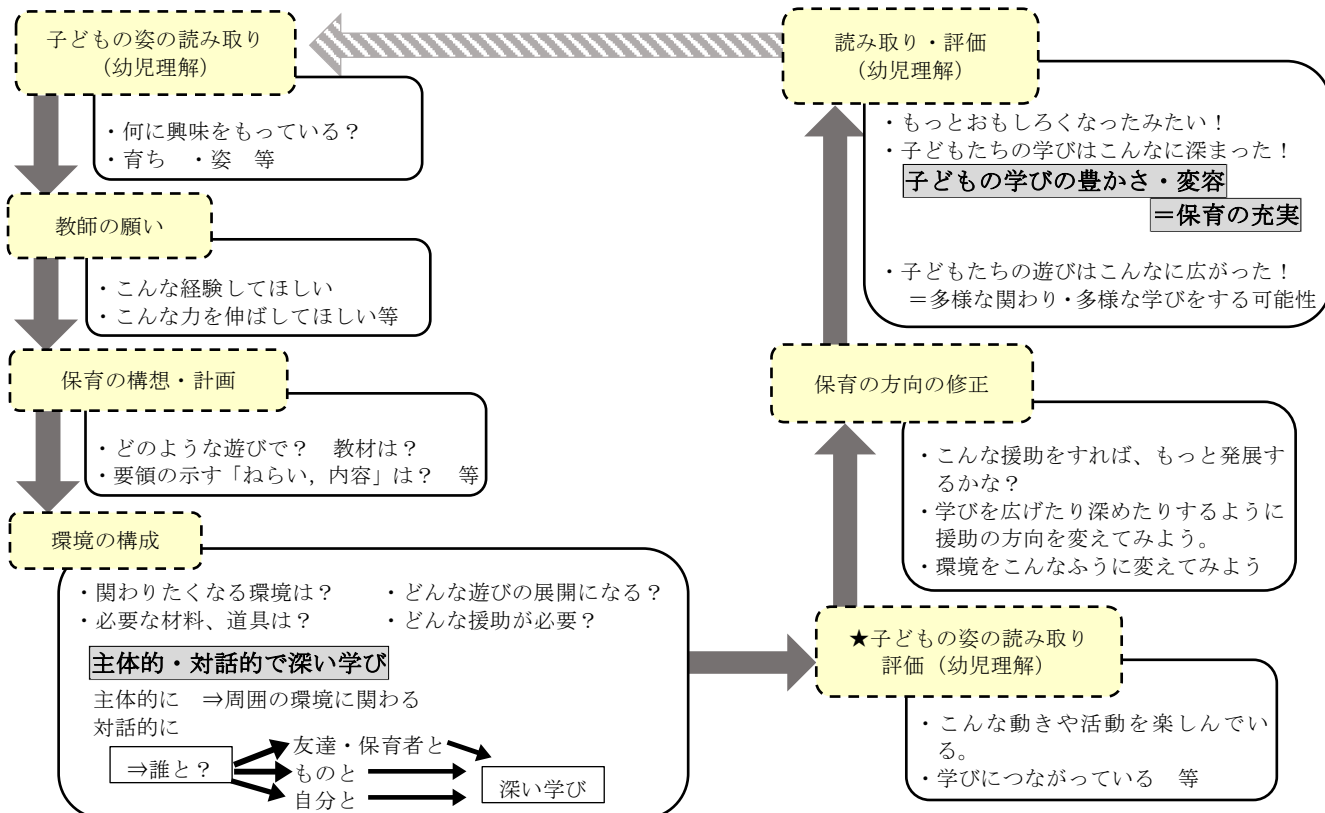 子どもの姿の読み取り
(幼児理解)
・何に興味をもっている？
・育ち　・姿　等
教師の願い
・こんな経験してほしい
・こんな力を伸ばしてほしい等
保育の構想・計画
・どのような遊びで？　教材は？
・要領の示す「ねらい，内容」は？　等
環境の構成
・関わりたくなる環境は？　・どんな遊びの展開になる？
・必要な材料、道具は？　・どんな援助が必要？
主体的・対話的で深い学び
主体的に　⇒周囲の環境に関わる
対話的に
⇒誰と？
友達・保育者と
ものと
自分と
深い学び
★子どもの姿の読み取り
評価（幼児理解）
・こんな動きや活動を楽しんでい
る。
・学びにつながっている　等
保育の方向の修正
・こんな援助をすれば、もっと発展す
るかな？
・学びを広げたり深めたりするように
援助の方向を変えてみよう。
・環境をこんなふうに変えてみよう
読み取り・評価
(幼児理解)
・もっとおもしろくなったみたい！
・子どもたちの学びはこんなに深まった！
子どもの学びの豊かさ・変容
＝保育の充実
・子どもたちの遊びはこんなに広がった！
＝多様な関わり・多様な学びをする可能性